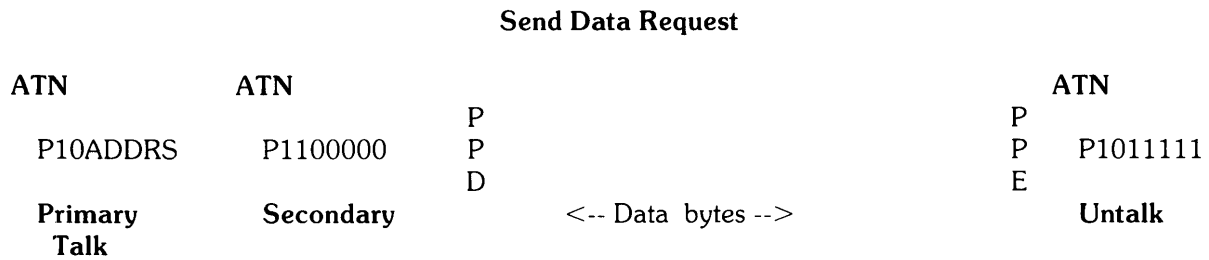 Send Data Request
ATN ATN ATN
P P
P10ADDRS P1100000 P P P1011111
D E
Primary Secondary <-- Data bytes --> Untalk
Talk